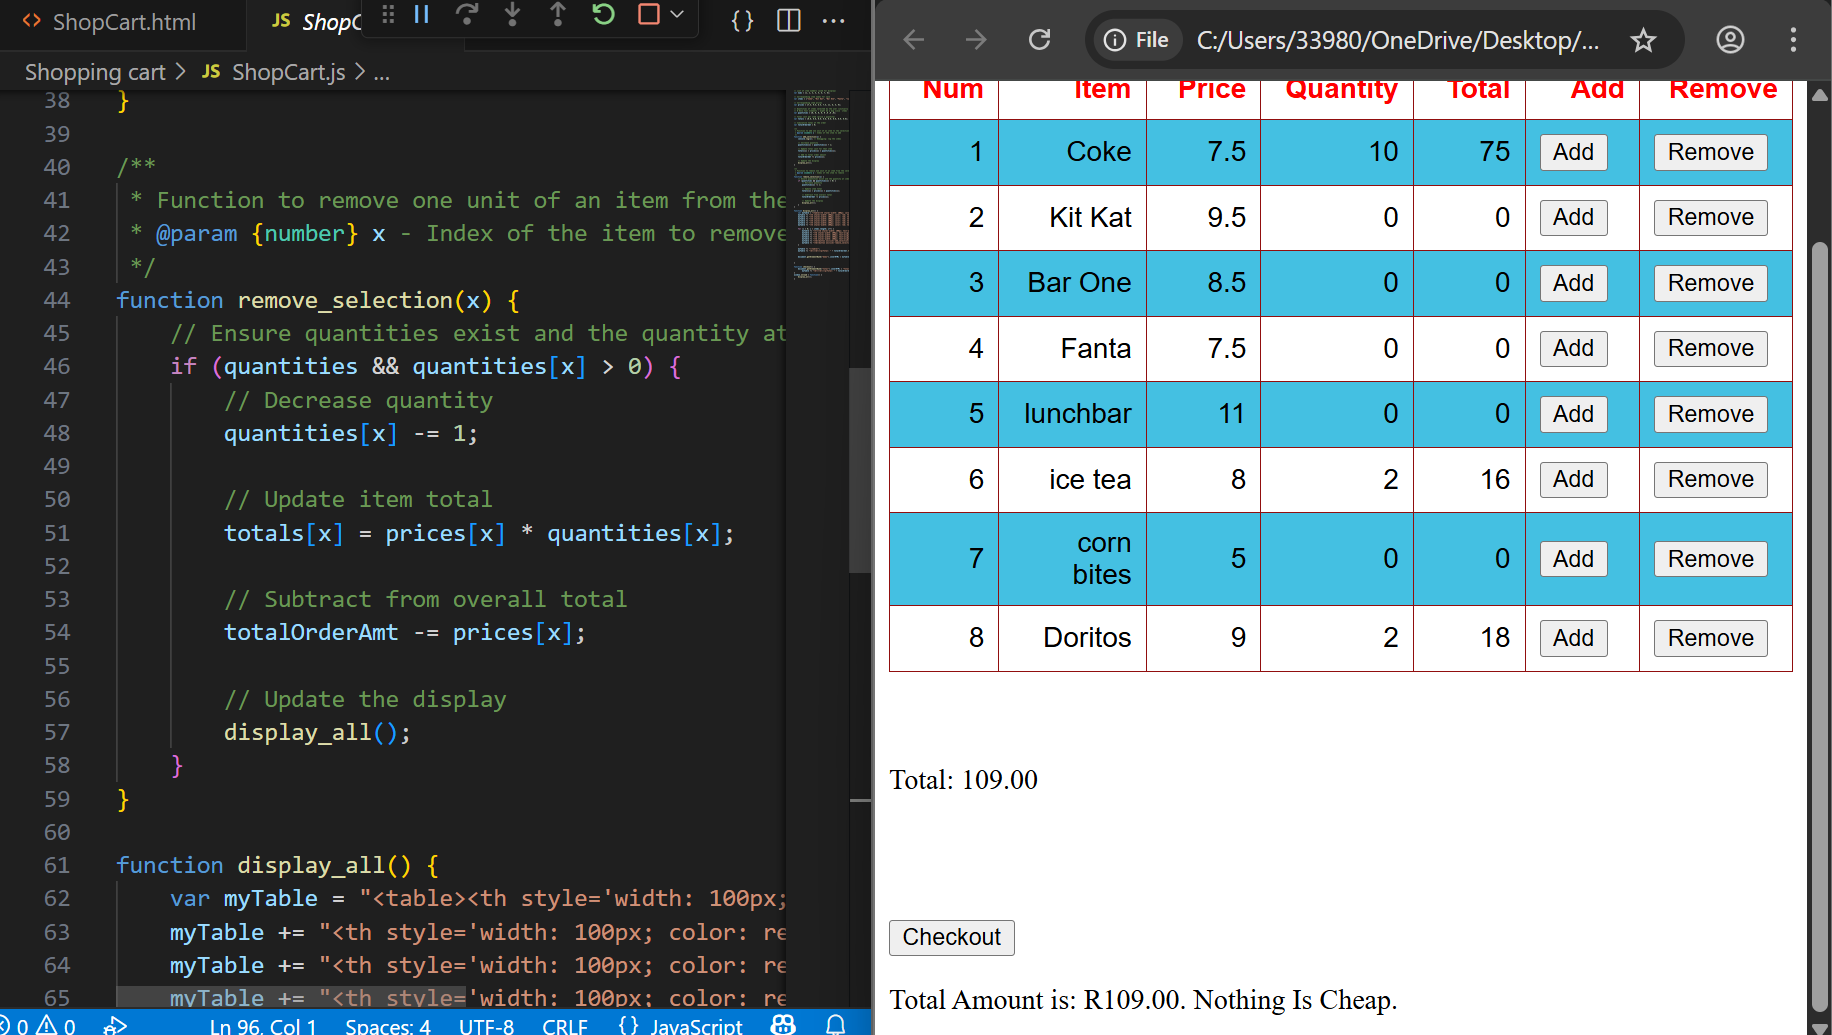 <> ShopCart.html
JS ShopC
{ }
Shopping cart > JS ShopCart.js > ...
38 }
39
40 /**
41 * Function to remove one unit of an item from the
42 * @param {number} x - Index of the item to remove
43 */
44 function remove_selection(x) {
45 // Ensure quantities exist and the quantity at
46 if (quantities && quantities[x] > 0) {
47 // Decrease quantity
48 quantities[x] -= 1;
49
50 // Update item total
51 totals[x] = prices[x] * quantities[x];
52
53 // Subtract from overall total
54 totalOrderAmt -= prices[x];
55
56 // Update the display
57 display_all();
58 }
59 }
60
61 function display_all() {
62 var myTable = "<table><th style='width: 100px;
63 myTable += "<th style='width: 100px; color: re
64 myTable += "<th style='width: 100px; color: re
65 myTable += "<th style='width: 100px; color: re
0 0 Ln 96, Col 1 Spaces: 4 UTF-8 CRLF {} JavaScript
File C:/Users/33980/OneDrive/Desktop/...
Num Item Price Quantity Total Add Remove
1 Coke 7.5 10 75 Add Remove
2 Kit Kat 9.5 0 0 Add Remove
3 Bar One 8.5 0 0 Add Remove
4 Fanta 7.5 0 0 Add Remove
5 lunchbar 11 0 0 Add Remove
6 ice tea 8 2 16 Add Remove
7 corn bites 5 0 0 Add Remove
8 Doritos 9 2 18 Add Remove
Total: 109.00
Checkout
Total Amount is: R109.00. Nothing Is Cheap.